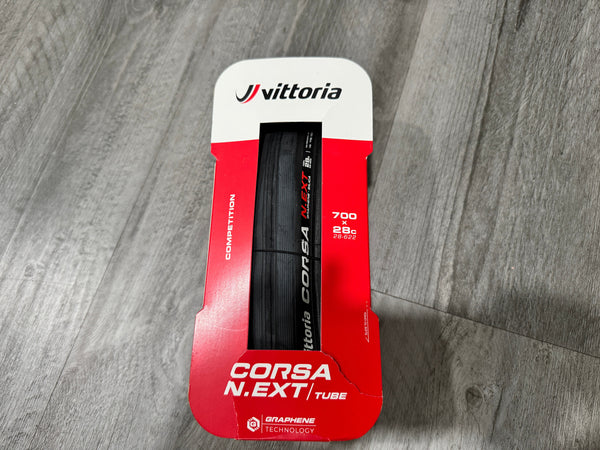 vittoria
COMPETITION
vittoria CORSA N.EXT
700
x
28c
28-622
CORSA
N.EXT/TUBE
G GRAPHENE
TECHNOLOGY